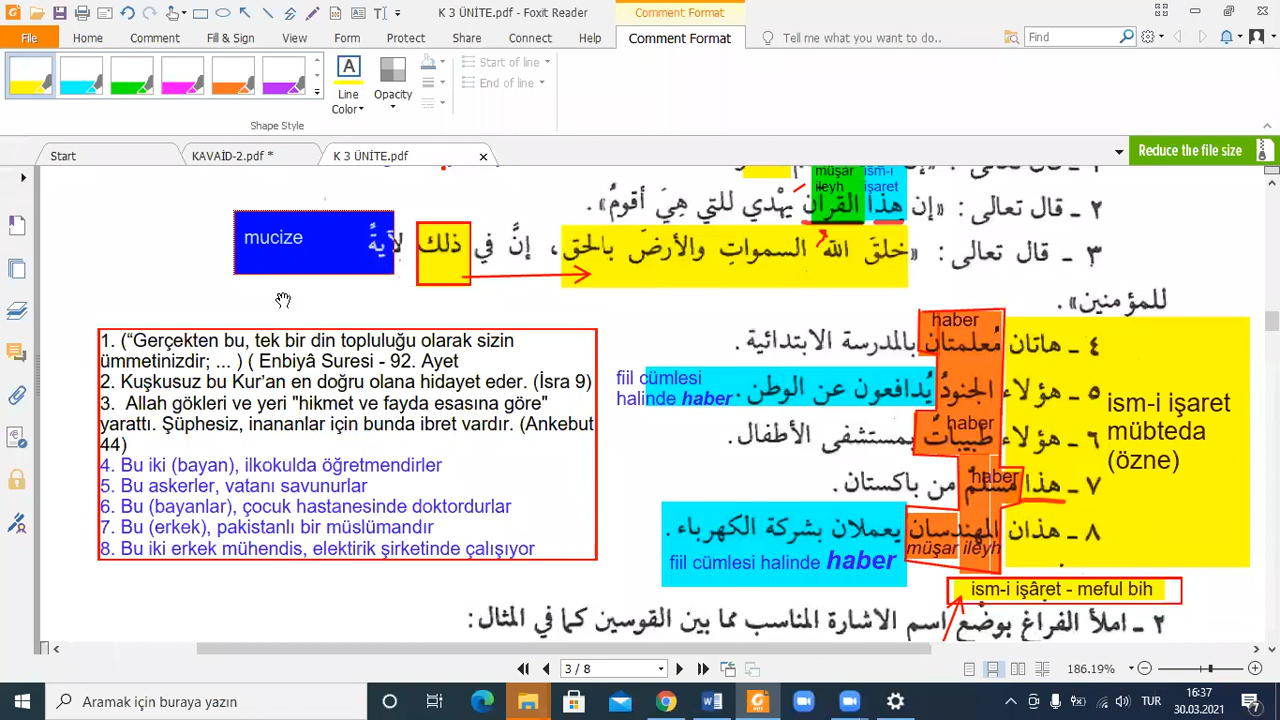 K 3 ÜNİTE.pdf - Foxit Reader
Comment Format
File Home Comment Fill & Sign View Form Protect Share Connect Help Comment Format Tell me what you want to do.. Find
Line Color
Opacity
Start of line
End of line
Shape Style
Start KAVAİD-2.pdf * K 3 ÜNİTE.pdf Reduce the file size
müşar ileyh
ism-i işaret
٢ ـ قال تعالى: «إن هذا القرآن يهْدي للتي هِيَ أقومُ».
٣ ـ قال تعالى: «خلقَ اللّه السمواتِ والأرضَ بالحق، إنَّ في ذلك لآيةً
mucize
للمؤمنين».
haber
٤ ـ هاتان مُعلمتان بالمدرسة الابتدائية.
fiil cümlesi
halinde haber
٥ ـ هؤلاء الجنودُ يُدافعون عن الوطن.
haber
٦ ـ هؤلاء طبيباتُ بمستشفى الأطفال.
haber
٧ ـ هذا مسلمٌ من باكستان.
٨ ـ هذان المهندسان يعملان بشركة الكهرباء.
müşar ileyh
fiil cümlesi halinde haber
ism-i işaret
mübteda
(özne)
ism-i işâret - meful bih
٢ ـ املأ الفراغ بوضْع اسم الاشارة المناسب مما بين القوسين كما في المثال:
1. (“Gerçekten bu, tek bir din topluluğu olarak sizin
ümmetinizdir; ... ) ( Enbiyâ Suresi - 92. Ayet
2. Kuşkusuz bu Kur’an en doğru olana hidayet eder. (İsra 9)
3. Allah gökleri ve yeri "hikmet ve fayda esasına göre"
yarattı. Şüphesiz, inananlar için bunda ibret vardır. (Ankebut
44)
4. Bu iki (bayan), ilkokulda öğretmendirler
5. Bu askerler, vatanı savunurlar
6. Bu (bayanlar), çocuk hastanesinde doktordurlar
7. Bu (erkek), pakistanlı bir müslümandır
8. Bu iki erkek mühendis, elektirik şirketinde çalışıyor
3 / 8
186.19%
Aramak için buraya yazın
TUR
16:37
30.03.2021